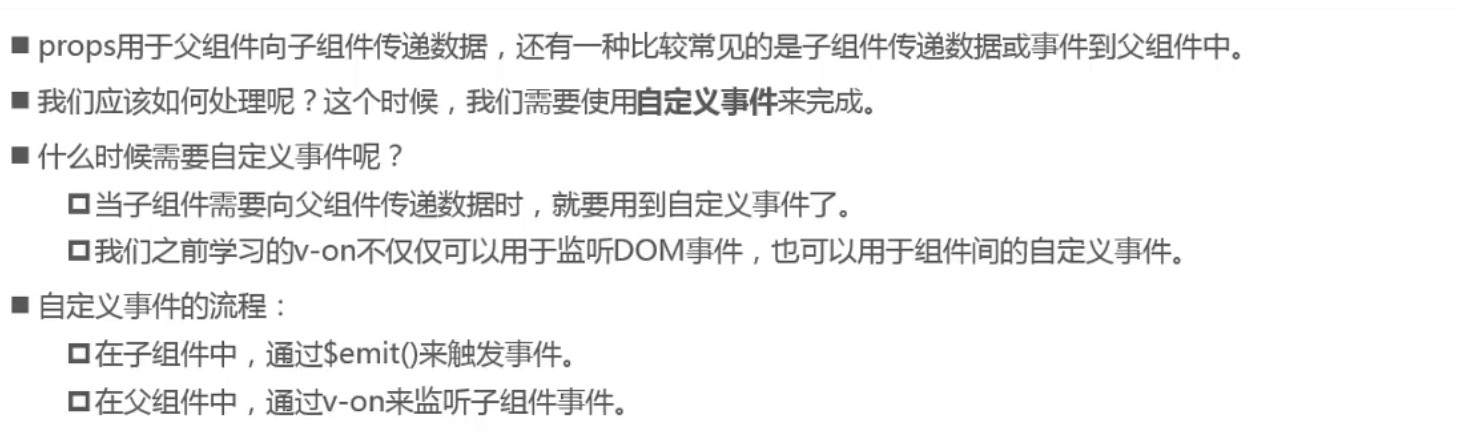 ■ props用于父组件向子组件传递数据，还有一种比较常见的是子组件传递数据或事件到父组件中。
■ 我们应该如何处理呢？这个时候，我们需要使用自定义事件来完成。
■ 什么时候需要自定义事件呢？
当子组件需要向父组件传递数据时，就要用到自定义事件了。
我们之前学习的v-on不仅仅可以用于监听DOM事件，也可以用于组件间的自定义事件。
■ 自定义事件的流程：
在子组件中，通过$emit()来触发事件。
在父组件中，通过v-on来监听子组件事件。